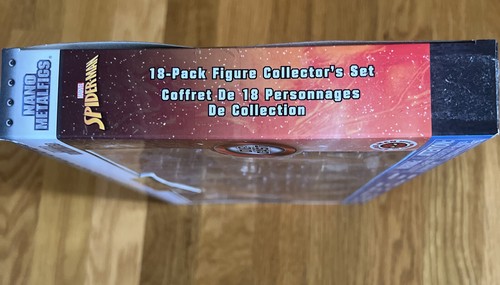 NANO
METALFIGS
MARVEL
SPIDER-MAN
18-Pack Figure Collector's Set
Coffret De 18 Personnages
De Collection